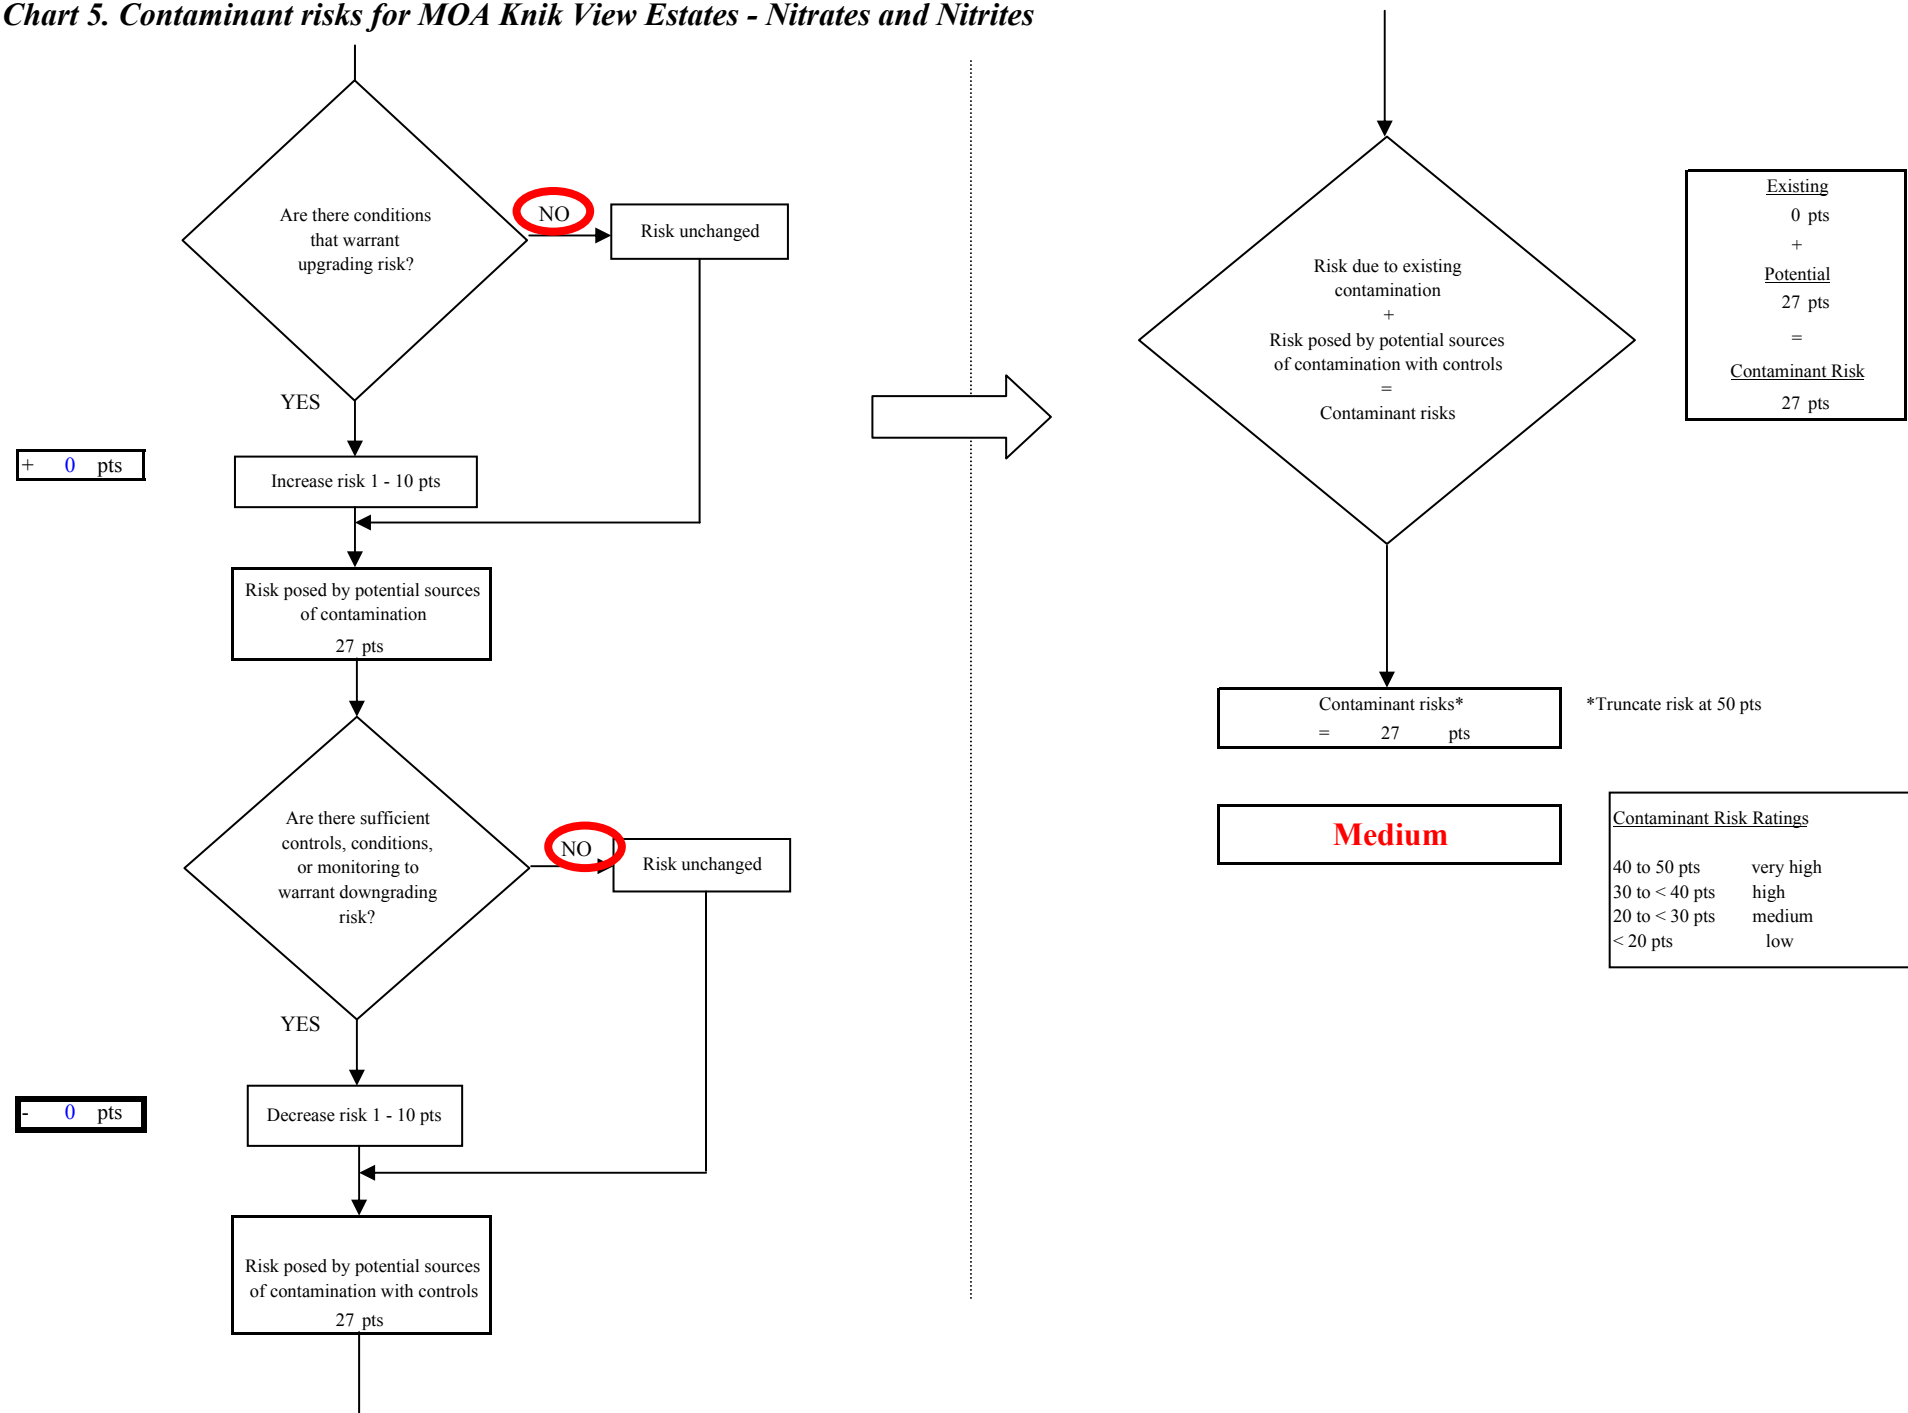 Chart 5. Contaminant risks for MOA Knik View Estates - Nitrates and Nitrites
Are there conditions
that warrant
upgrading risk?
NO
Risk unchanged
YES
+ 0 pts
Increase risk 1 - 10 pts
Risk posed by potential sources
of contamination
27 pts
Are there sufficient
controls, conditions,
or monitoring to
warrant downgrading
risk?
NO
Risk unchanged
YES
- 0 pts
Decrease risk 1 - 10 pts
Risk posed by potential sources
of contamination with controls
27 pts
Risk due to existing
contamination
+
Risk posed by potential sources
of contamination with controls
=
Contaminant risks
Existing
0 pts
+
Potential
27 pts
=
Contaminant Risk
27 pts
Contaminant risks*
= 27 pts
*Truncate risk at 50 pts
Medium
Contaminant Risk Ratings
40 to 50 pts very high
30 to < 40 pts high
20 to < 30 pts medium
< 20 pts low